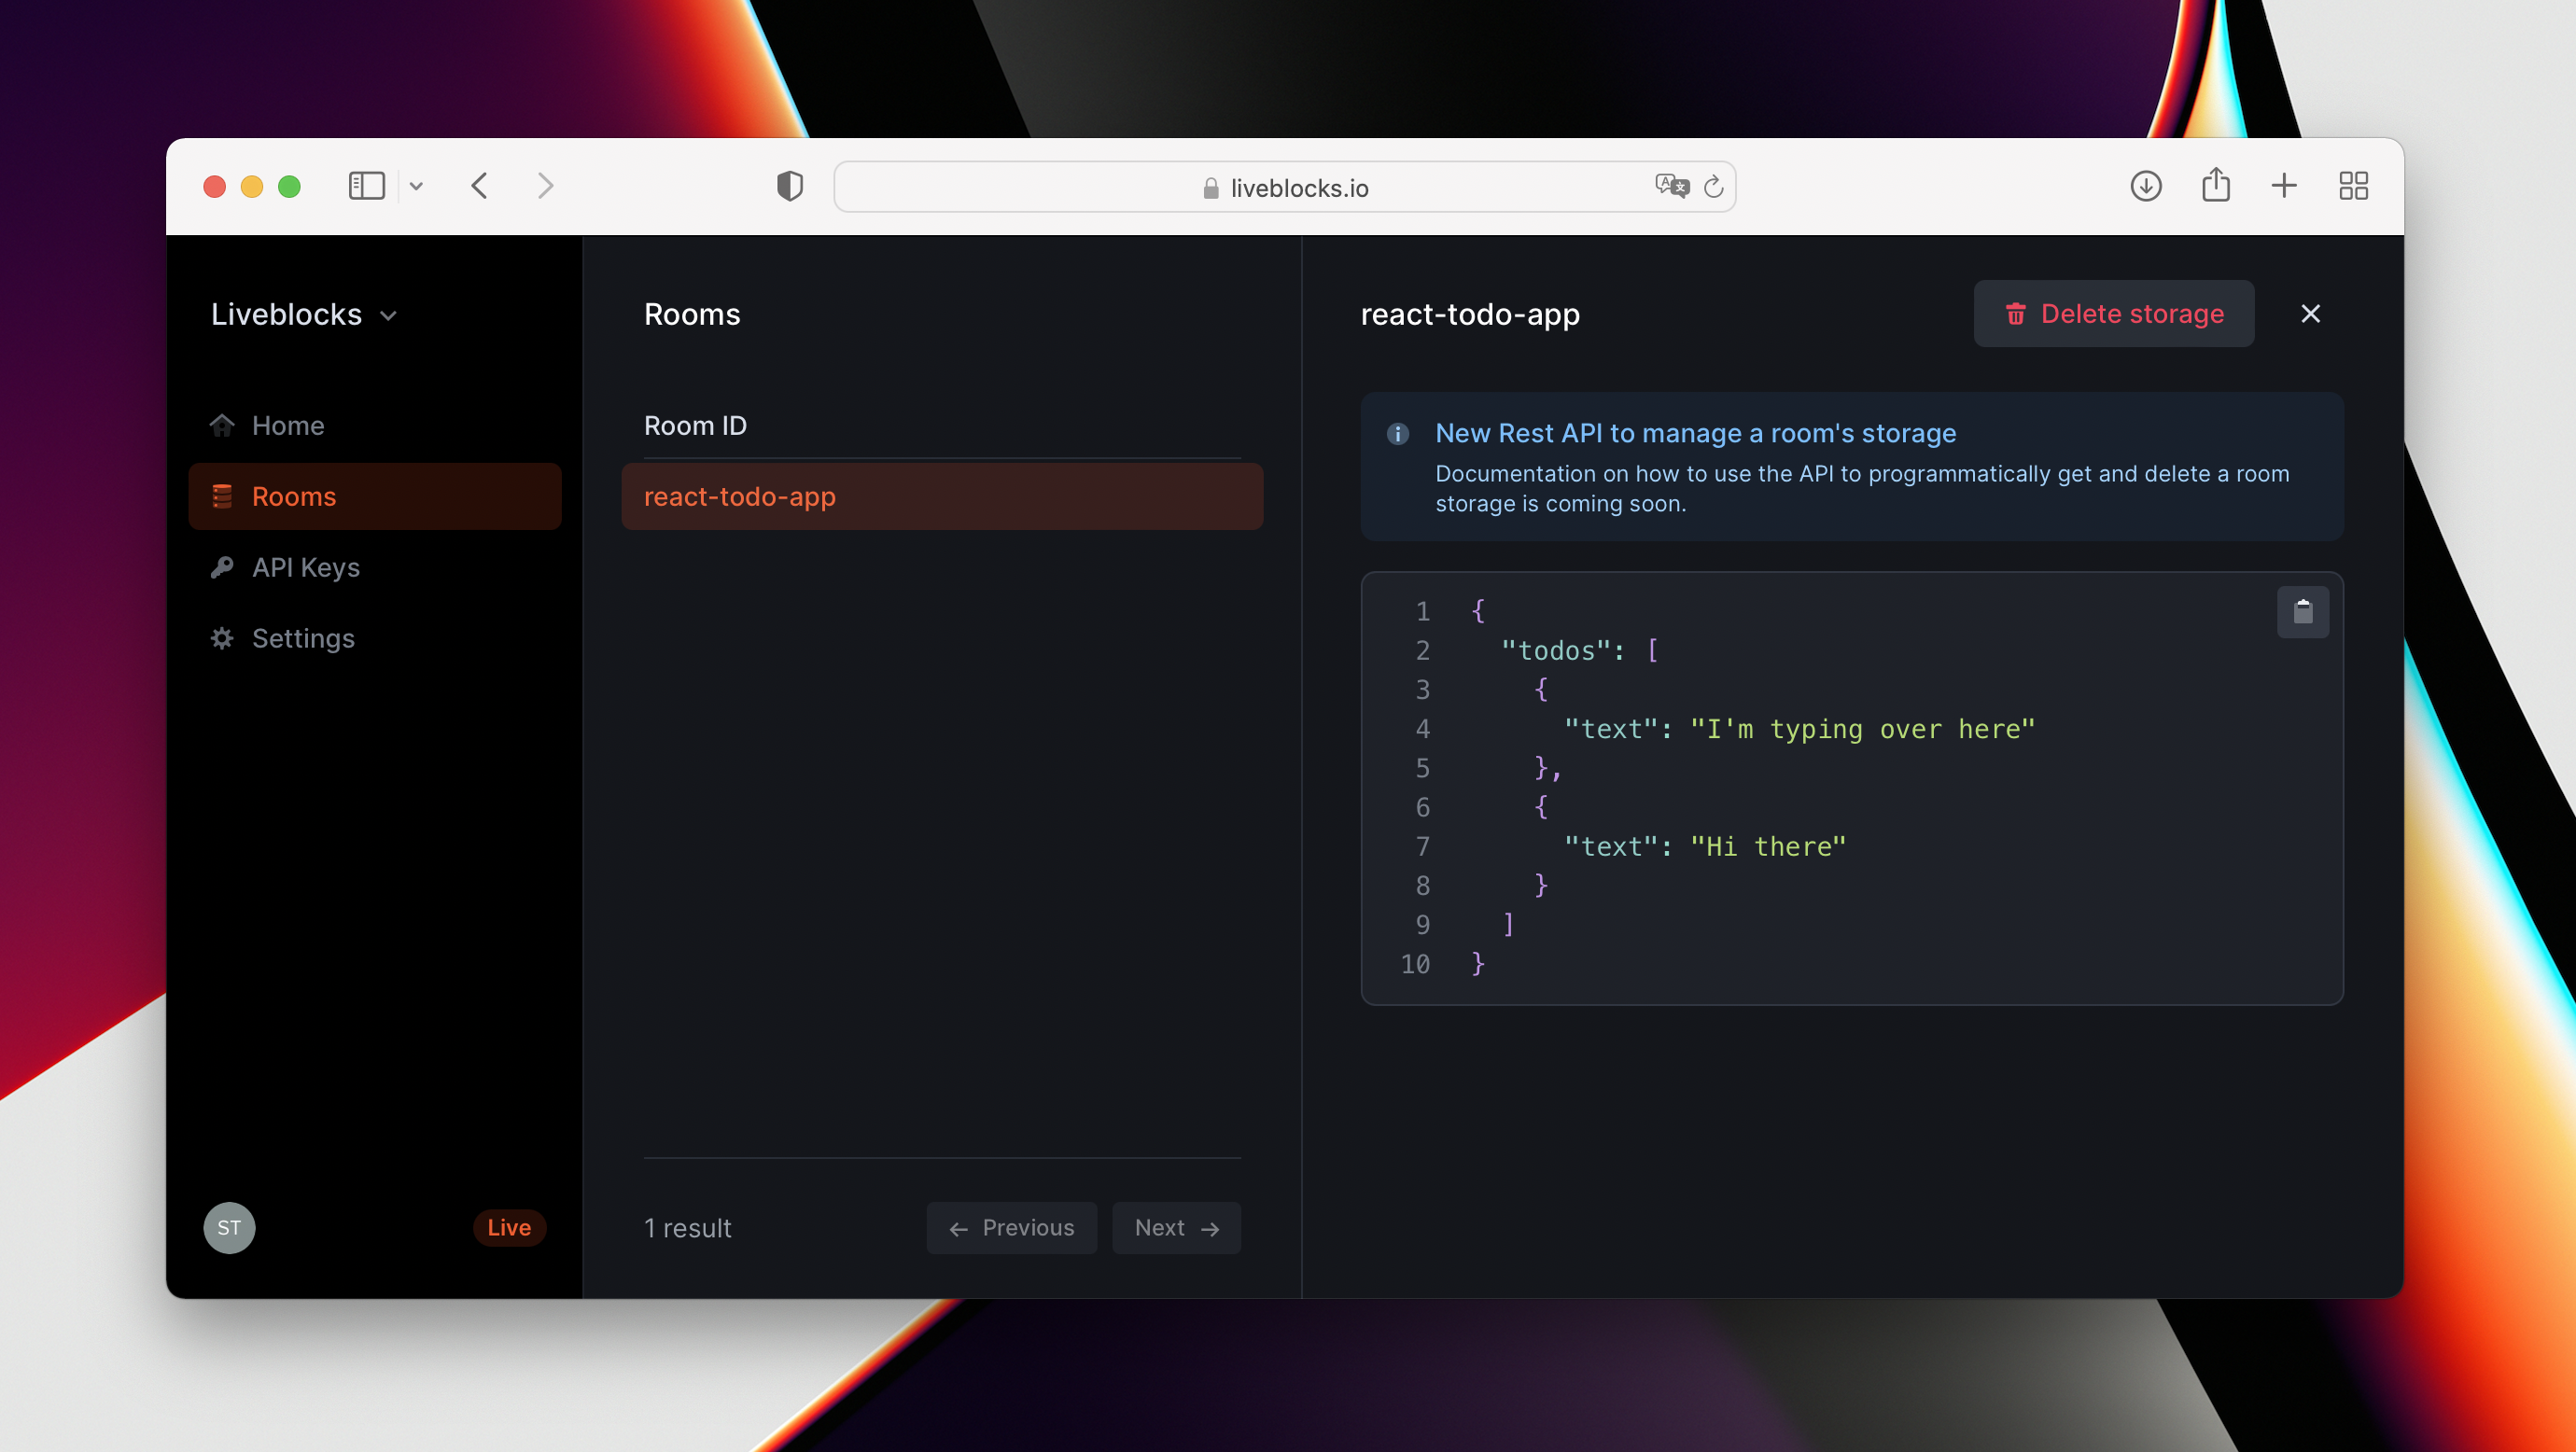 liveblocks.io
Liveblocks
Home
Rooms
API Keys
Settings
ST
Live
Rooms
Room ID
react-todo-app
1 result
← Previous
Next →
react-todo-app
Delete storage
New Rest API to manage a room's storage
Documentation on how to use the API to programmatically get and delete a room
storage is coming soon.
1 {
2   "todos": [
3     {
4       "text": "I'm typing over here"
5     },
6     {
7       "text": "Hi there"
8     }
9   ]
10 }